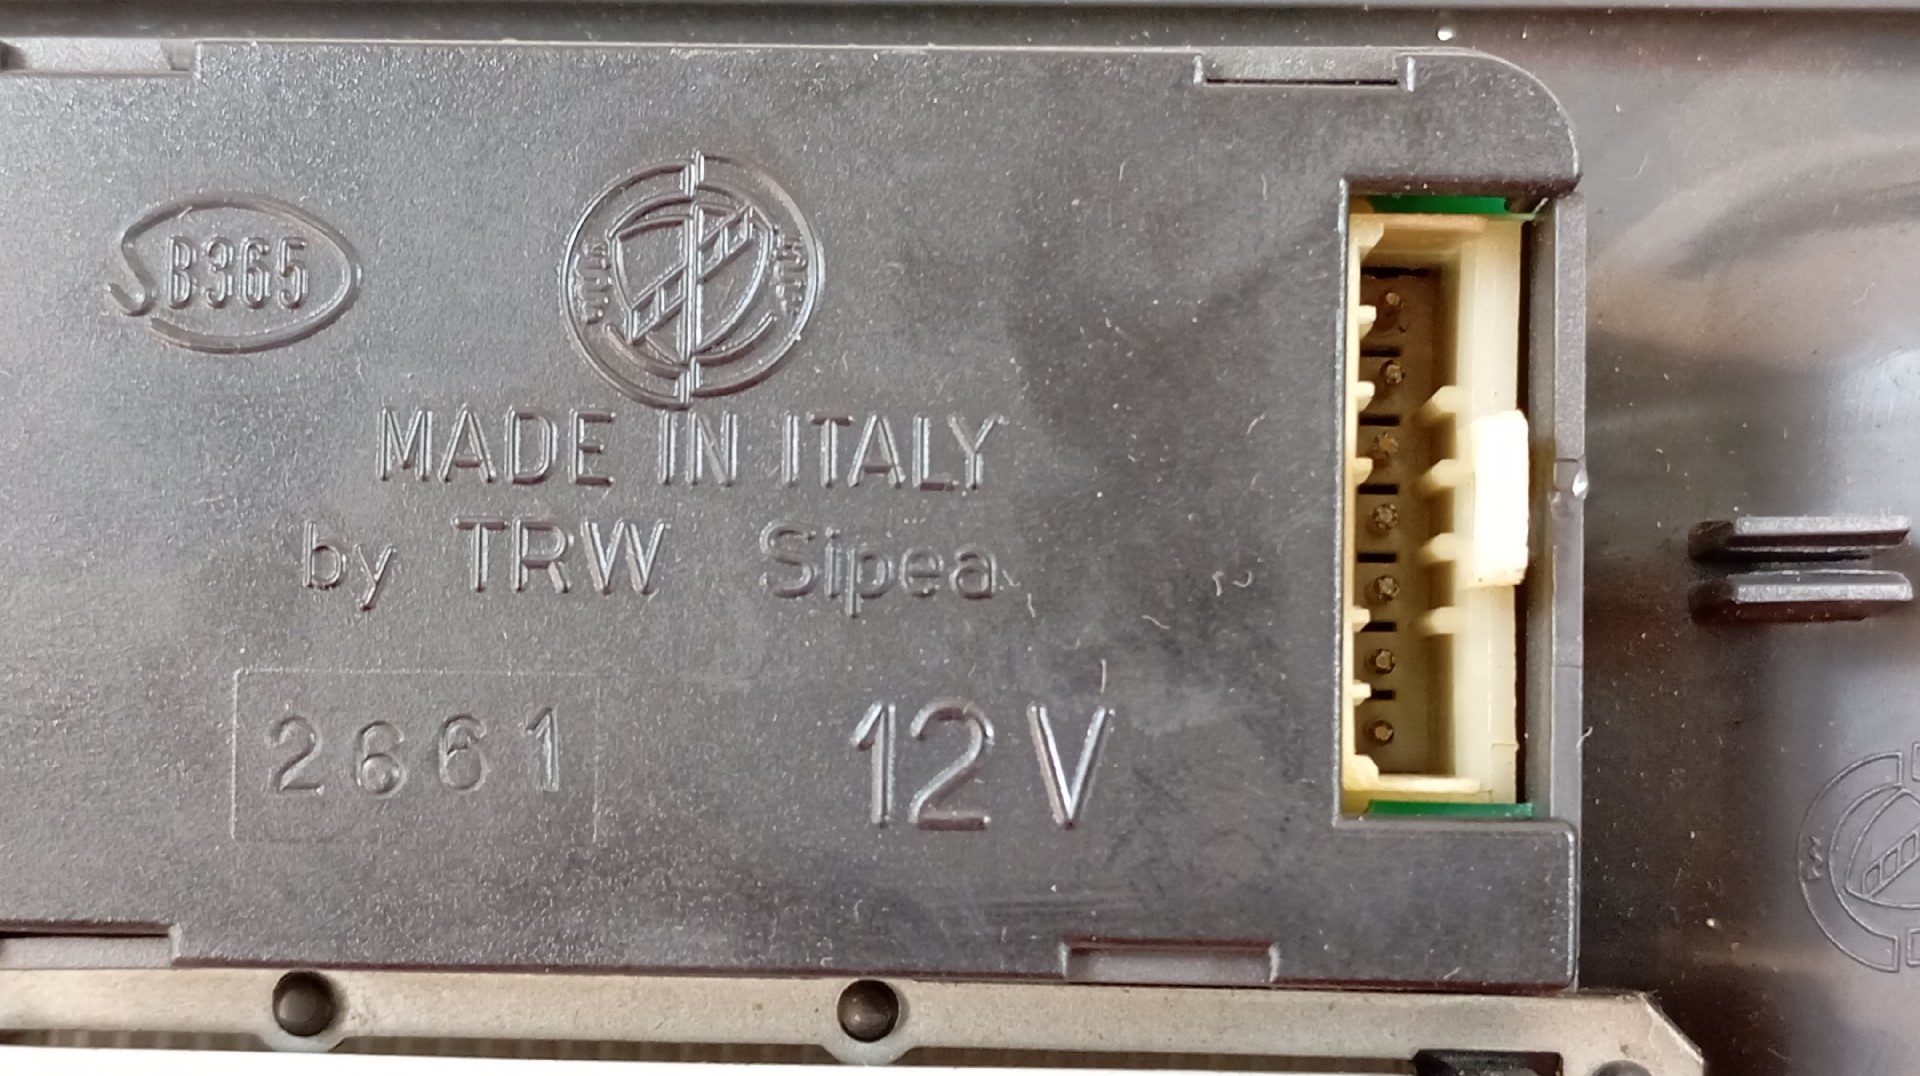 B365
MADE IN ITALY
by TRW Sipea
2661
12V